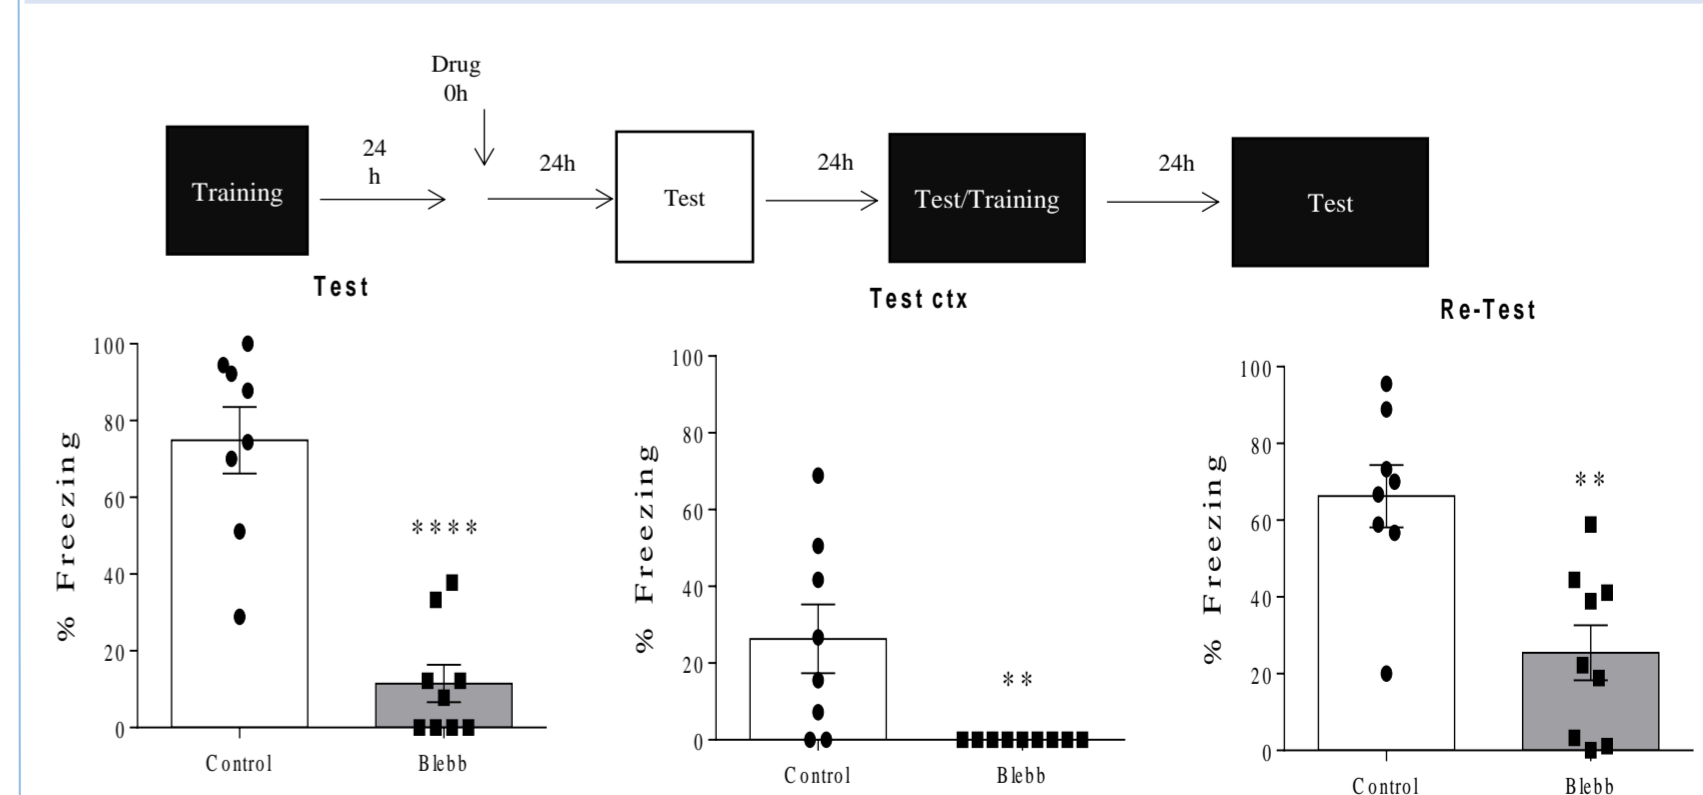 Drug
0h
Training
24
h
24h
Test
24h
Test/Training
24h
Test
Test
Test ctx
Re-Test
% Freezing
100
80
60
40
20
0
****
Control
Blebb
% Freezing
100
80
60
40
20
0
**
Control
Blebb
% Freezing
100
80
60
40
20
0
**
Control
Blebb